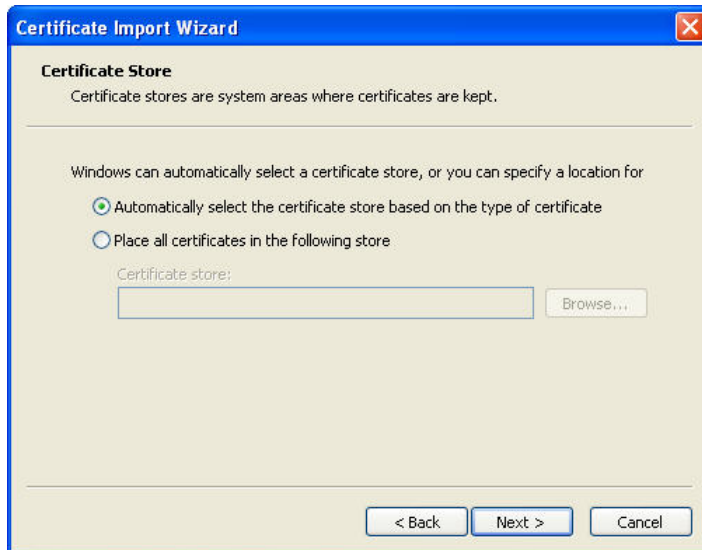 Certificate Import Wizard
Certificate Store
Certificate stores are system areas where certificates are kept.
Windows can automatically select a certificate store, or you can specify a location for
Automatically select the certificate store based on the type of certificate
Place all certificates in the following store
Certificate store:
Browse...
< Back Next > Cancel